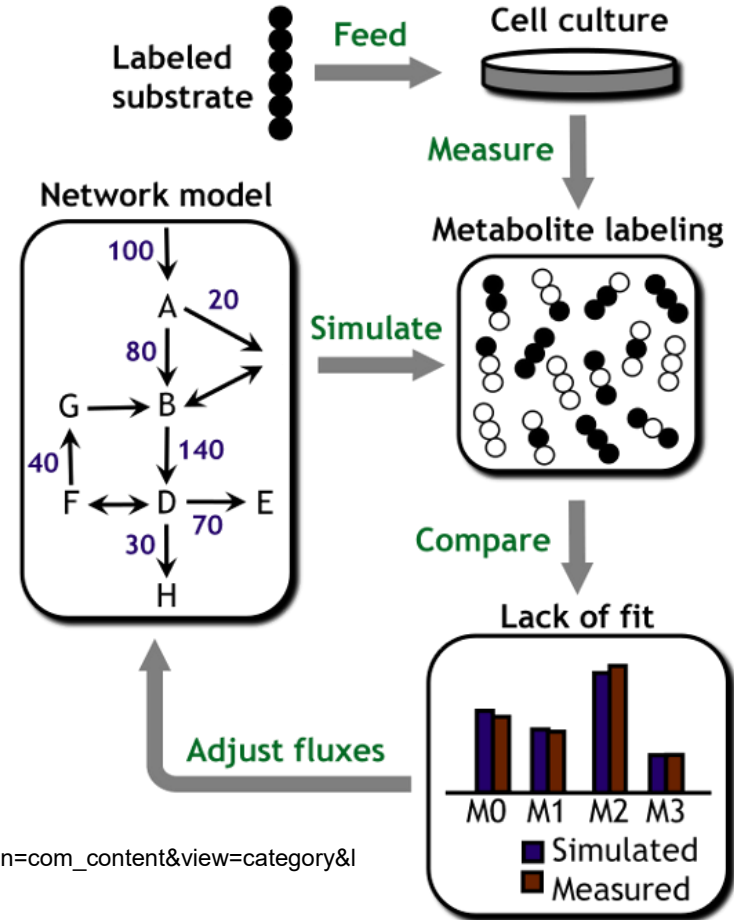 Labeled
substrate
Feed
Cell culture
Measure
Network model
Metabolite labeling
100
A
20
80
Simulate
G
B
40
140
F
D
E
70
30
H
Compare
Lack of fit
Adjust fluxes
M0 M1 M2 M3
Simulated
Measured
n=com_content&view=category&l